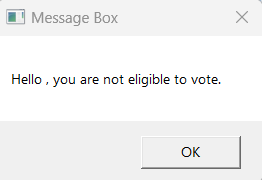 Message Box
Hello , you are not eligible to vote.
OK